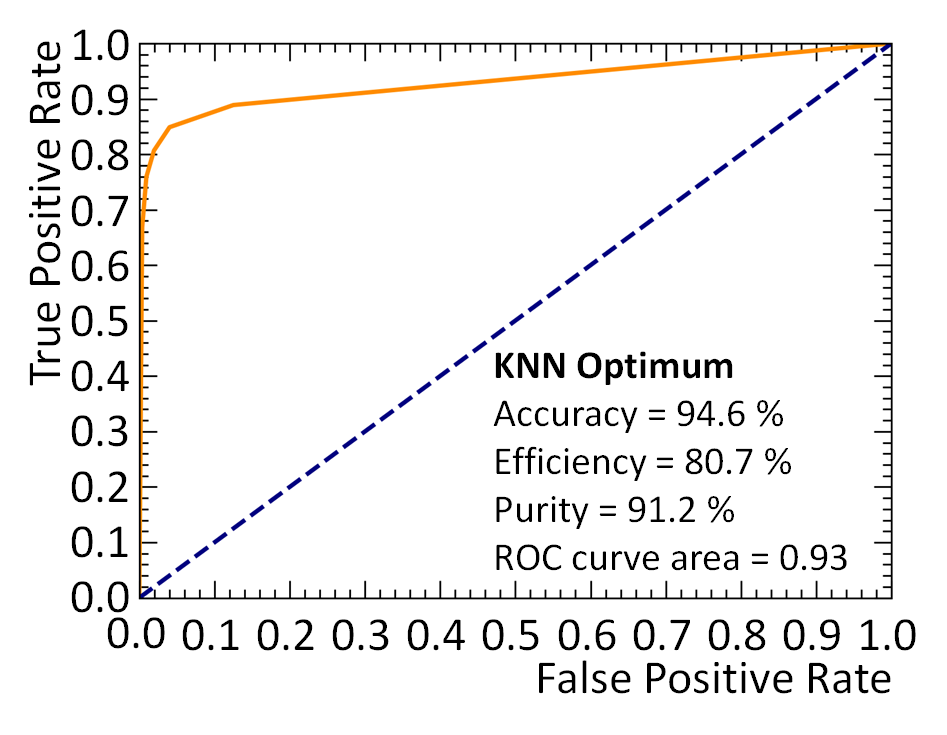 True Positive Rate
1.0
0.9
0.8
0.7
0.6
0.5
0.4
0.3
0.2
0.1
0.0
KNN Optimum
Accuracy = 94.6 %
Efficiency = 80.7 %
Purity = 91.2 %
ROC curve area = 0.93
0.0 0.1 0.2 0.3 0.4 0.5 0.6 0.7 0.8 0.9 1.0
False Positive Rate